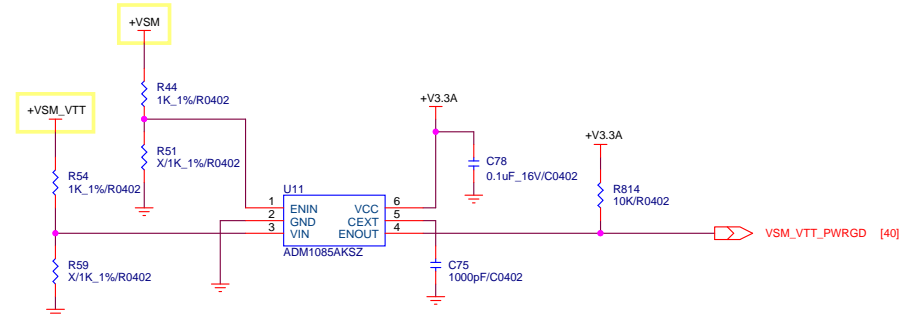 +VSM
R44
1K_1%/R0402
+VSM_VTT
+V3.3A
+V3.3A
R51
X/1K_1%/R0402
C78
0.1uF_16V/C0402
R54
1K_1%/R0402
R814
10K/R0402
U11
1 ENIN VCC 6
2 GND CEXT 5
3 VIN ENOUT 4
ADM1085AKSZ
VSM_VTT_PWRGD [40]
R59
X/1K_1%/R0402
C75
1000pF/C0402